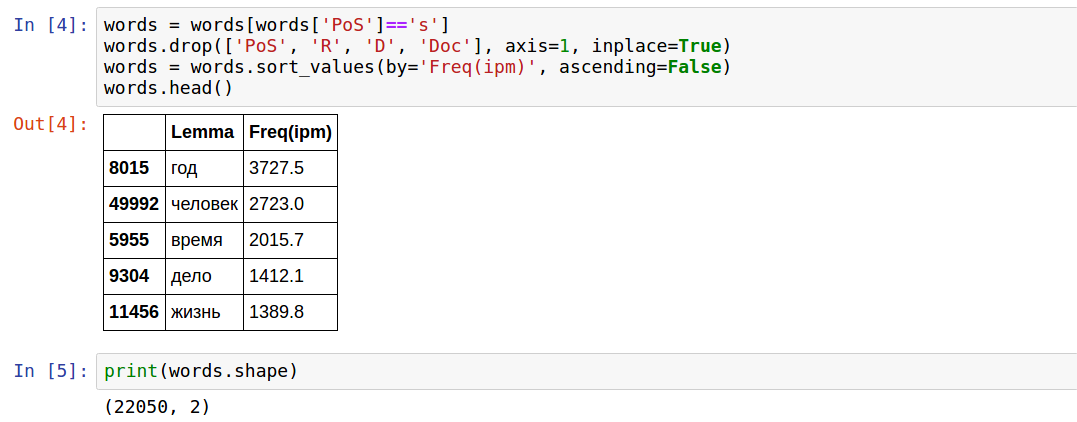 In [4]: words = words[words['PoS']=='s']
words.drop(['PoS', 'R', 'D', 'Doc'], axis=1, inplace=True)
words = words.sort_values(by='Freq(ipm)', ascending=False)
words.head()
Out[4]:
Lemma Freq(ipm)
8015 год 3727.5
49992 человек 2723.0
5955 время 2015.7
9304 дело 1412.1
11456 жизнь 1389.8
In [5]: print(words.shape)
(22050, 2)